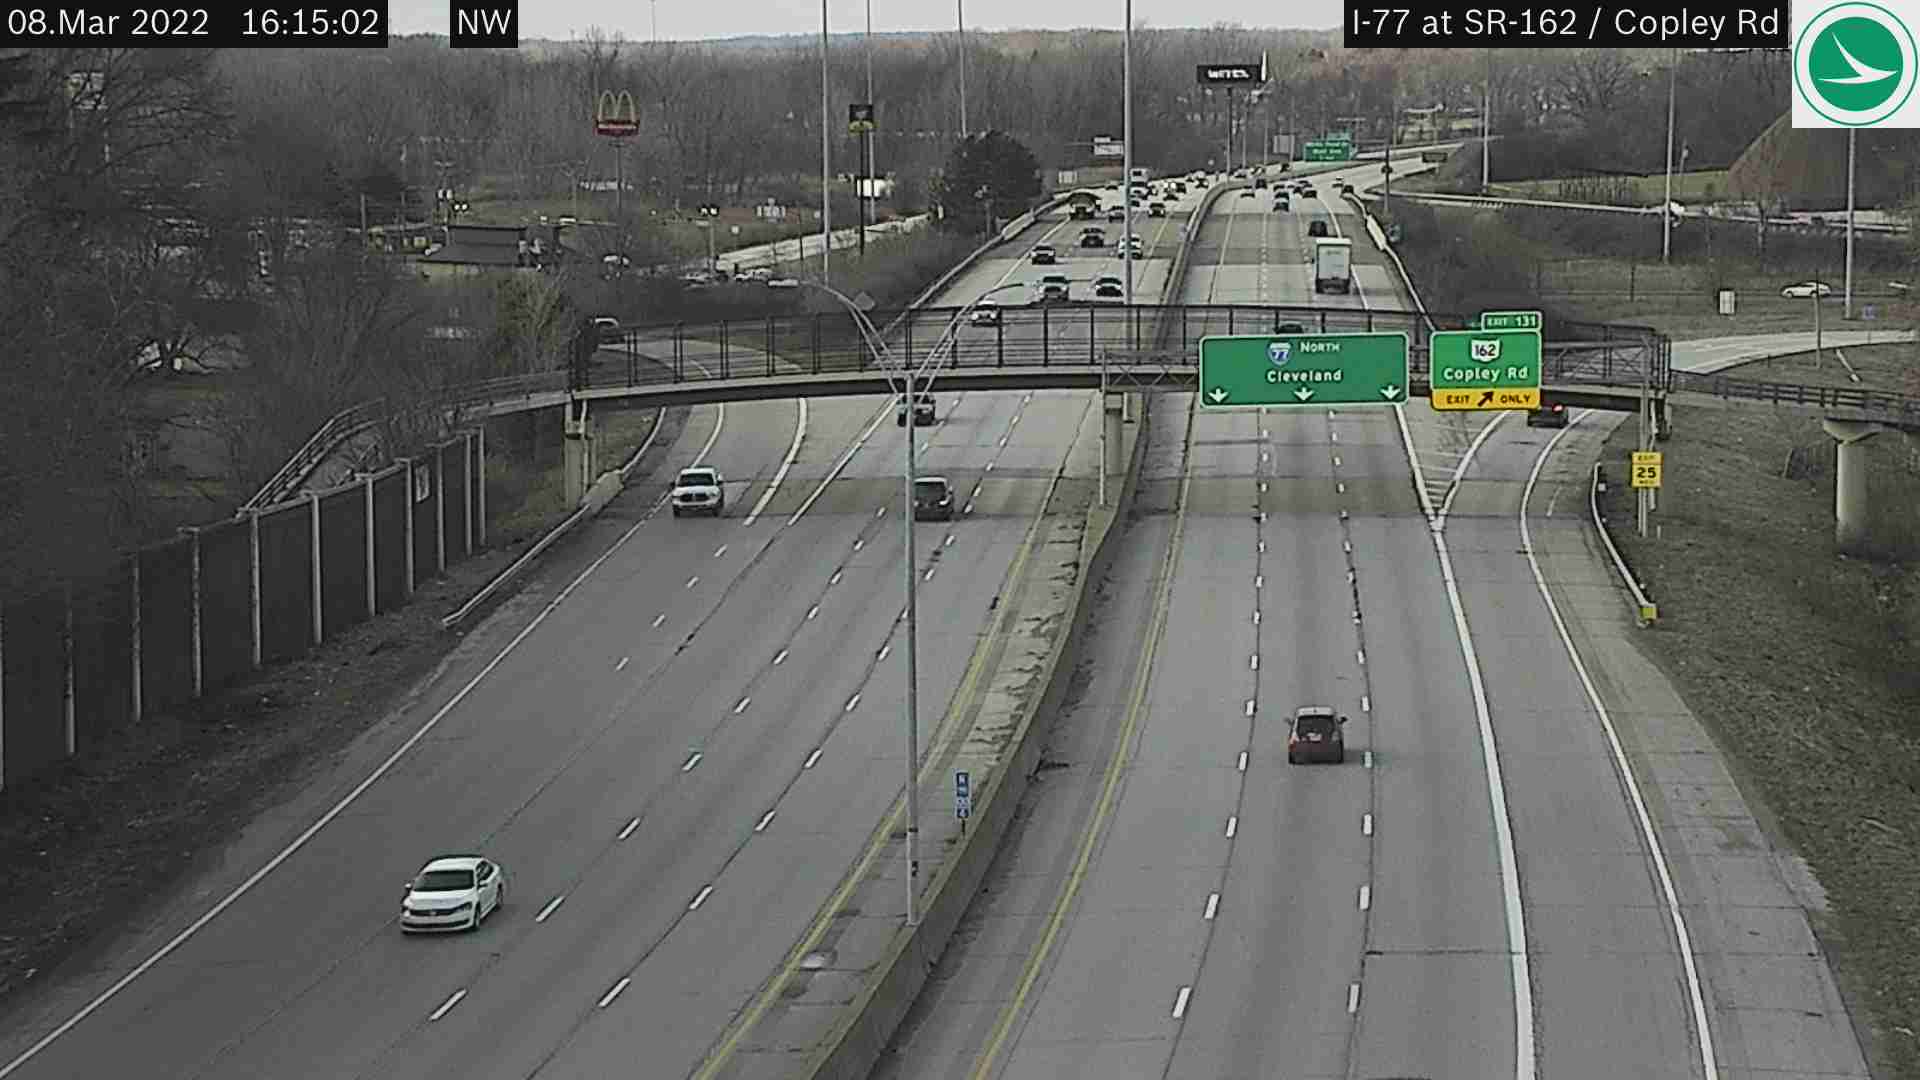 08.Mar 2022 16:15:02
NW
I-77 at SR-162 / Copley Rd
McDonald's
EXIT 131
77 NORTH
Cleveland
162
Copley Rd
EXIT ONLY
EXIT
25